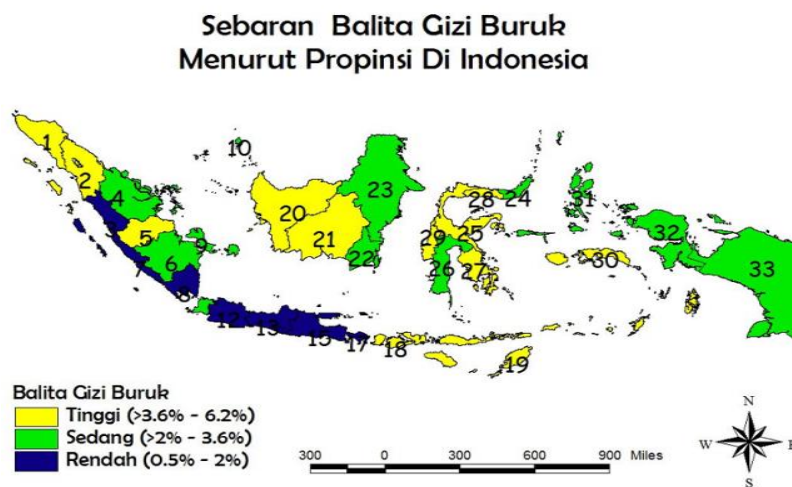 Sebaran Balita Gizi Buruk
Menurut Propinsi Di Indonesia
1
2
4
5
6
8
9
10
12
13
15
17
18
19
20
21
22
23
24
25
26
27
28
29
30
31
32
33
Balita Gizi Buruk
Tinggi (>3.6% - 6.2%)
Sedang (>2% - 3.6%)
Rendah (0.5% - 2%)
300 0 300 600 900 Miles
N
W E
S